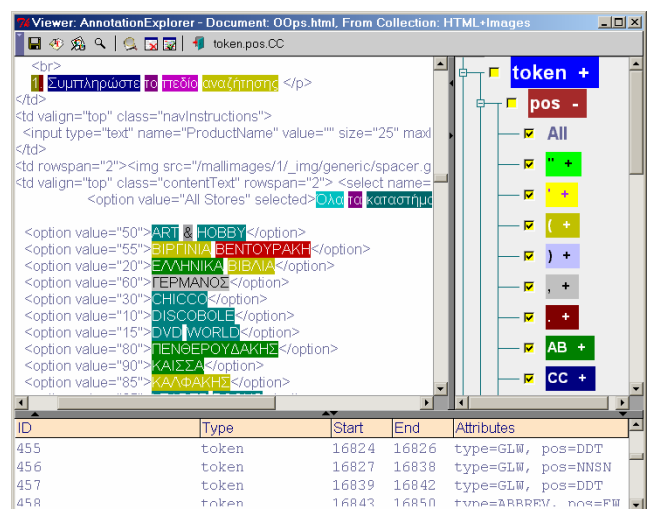 Viewer: AnnotationExplorer - Document: OOps.html, From Collection: HTML+Images
token.pos.CC
<br>
1. Συμπληρώστε το πεδίο αναζήτησης </p>
</td>
<td valign="top" class="navInstructions">
<input type="text" name="ProductName" value="" size="25" maxl
</td>
<td rowspan="2"><img src="/mallimages/1/_img/generic/spacer.g
<td valign="top" class="contentText" rowspan="2"> <select name=
<option value="All Stores" selected>Όλα τα καταστήμα
<option value="50">ART & HOBBY</option>
<option value="55">ΒΙΡΓΙΝΙΑ ΒΕΝΤΟΥΡΑΚΗ</option>
<option value="20">ΕΛΛΗΝΙΚΑ ΒΙΒΛΙΑ</option>
<option value="60">ΓΕΡΜΑΝΟΣ</option>
<option value="30">CHICCO</option>
<option value="10">DISCOBOLE</option>
<option value="15">DVD WORLD</option>
<option value="80">ΠΕΝΘΕΡΟΥΔΑΚΗΣ</option>
<option value="90">ΚΑΙΣΣΑ</option>
<option value="85">ΚΑΛΦΑΚΗΣ</option>
token +
pos -
All
" +
' +
( +
) +
, +
. +
AB +
CC +
ID Type Start End Attributes
455 token 16824 16826 type=GLW, pos=DDT
456 token 16827 16838 type=GLW, pos=NNSN
457 token 16839 16842 type=GLW, pos=DDT
458 token 16843 16850 type=ABBREV, pos=FW